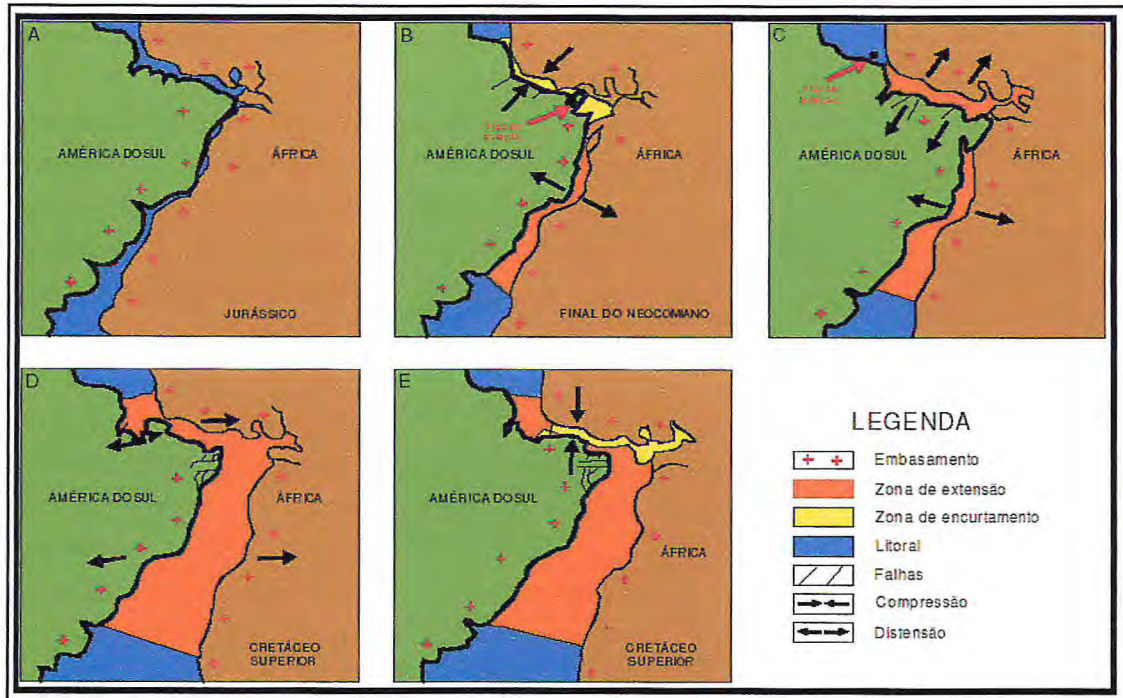 A
AMÉRICA DO SUL
ÁFRICA
JURÁSSICO
B
AMÉRICA DO SUL
ÁFRICA
FINAL DO NEOCOMIANO
C
AMÉRICA DO SUL
ÁFRICA
D
AMÉRICA DO SUL
ÁFRICA
CRETÁCEO
SUPERIOR
E
AMÉRICA DO SUL
ÁFRICA
CRETÁCEO
SUPERIOR
LEGENDA
Embasamento
Zona de extensão
Zona de encurtamento
Litoral
Falhas
Compressão
Distensão